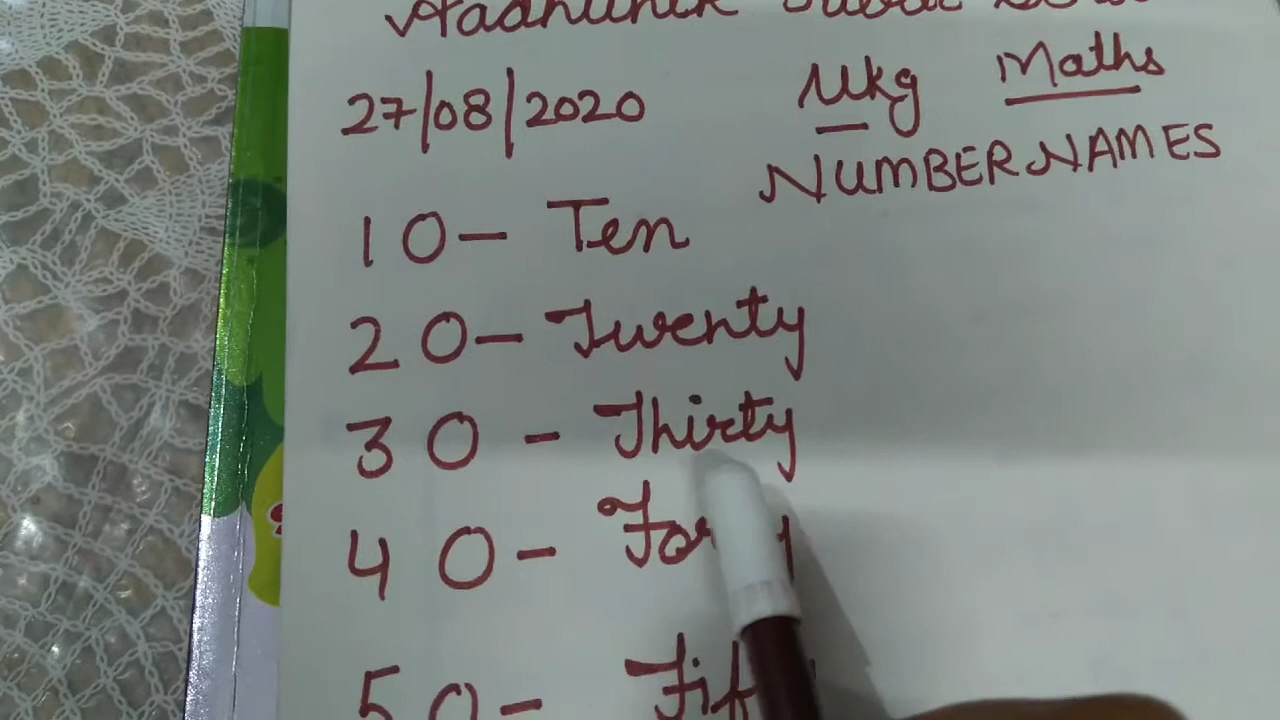 27/08/2020 Ukg Maths
NUMBER NAMES
10- Ten
20- Twenty
30 - Thirty
40-
50-